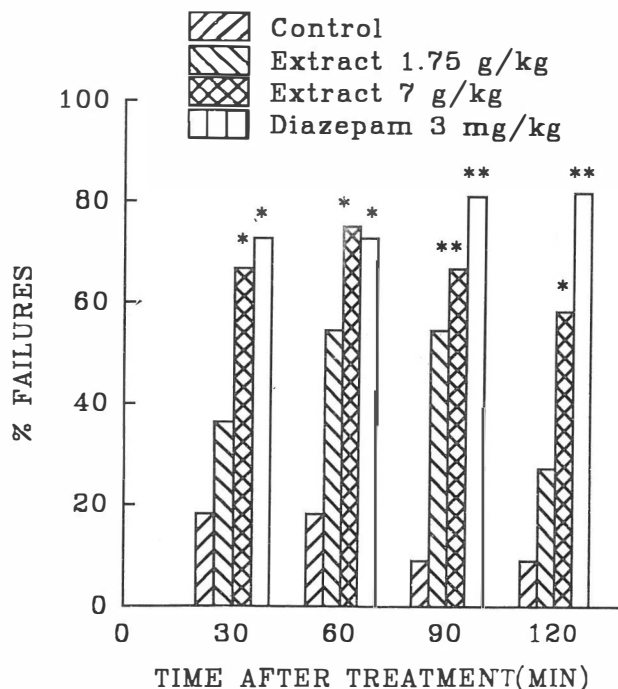 Control
Extract 1.75 g/kg
Extract 7 g/kg
Diazepam 3 mg/kg
100
80
60
40
20
0
% FAILURES
* * * * ** ** * **
0 30 60 90 120
TIME AFTER TREATMENT(MIN)